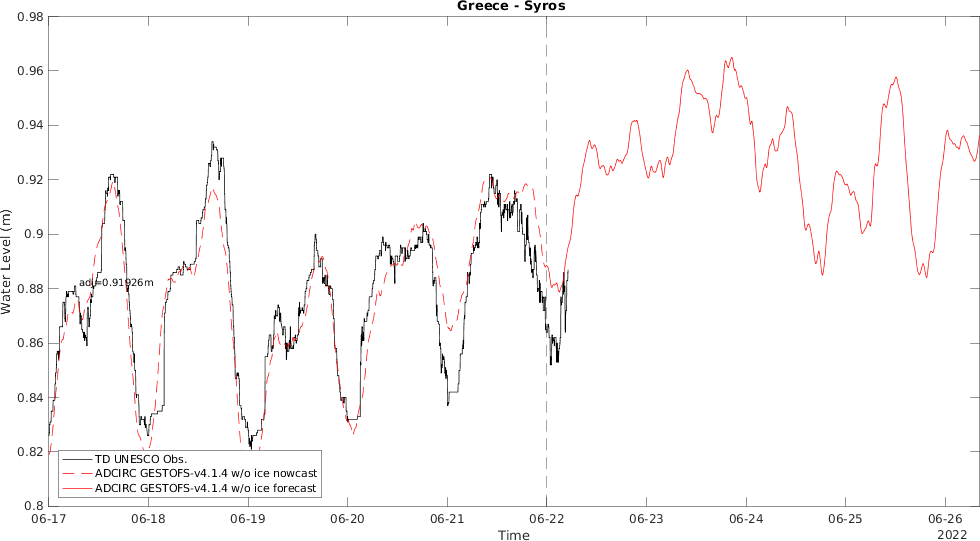 Greece - Syros
0.98
0.96
0.94
0.92
0.9
0.88
0.86
0.84
0.82
0.8
Water Level (m)
adj=0.91926m
TD UNESCO Obs.
ADCIRC GESTOFS-v4.1.4 w/o ice nowcast
ADCIRC GESTOFS-v4.1.4 w/o ice forecast
06-17 06-18 06-19 06-20 06-21 06-22 06-23 06-24 06-25 06-26
Time
2022